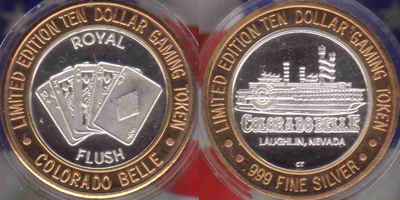 LIMITED EDITION TEN DOLLAR GAMING TOKEN
ROYAL
FLUSH
COLORADO BELLE
LIMITED EDITION TEN DOLLAR GAMING TOKEN
COLORADO BELLE
LAUGHLIN, NEVADA
CT
.999 FINE SILVER